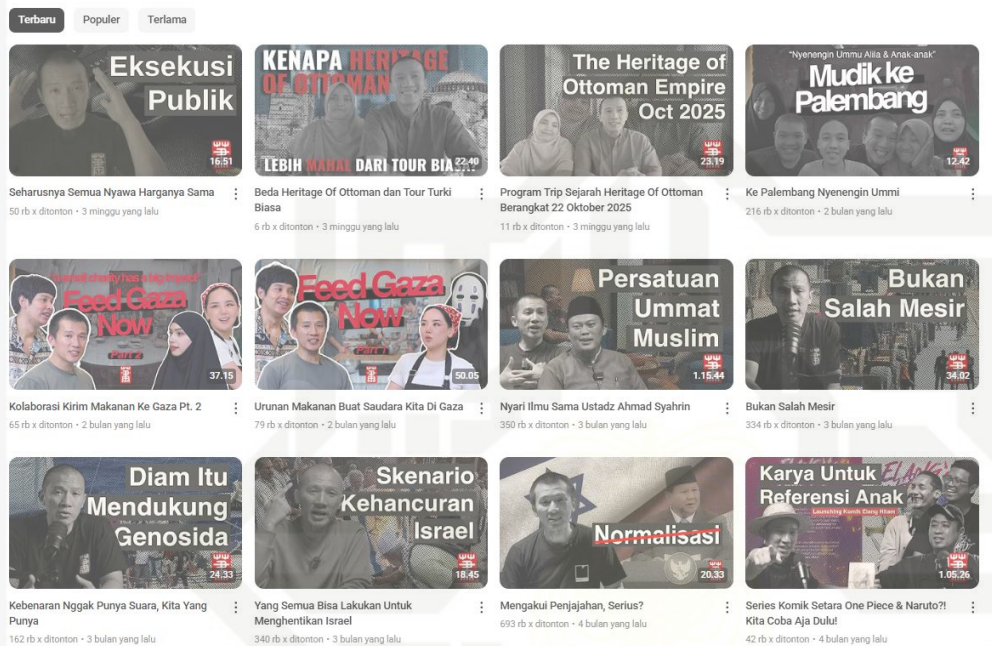 Terbaru
Populer
Terlama
Eksekusi
Publik
16.51
KENAPA HERITAGE
OF OTTOMAN
LEBIH MAHAL DARI TOUR BIASA
22.40
The Heritage of
Ottoman Empire
Oct 2025
23.19
"Nyenengin Ummu Alila & Anak-anak"
Mudik ke
Palembang
12.42
Seharusnya Semua Nyawa Harganya Sama
50 rb x ditonton • 3 minggu yang lalu
Beda Heritage Of Ottoman dan Tour Turki
Biasa
6 rb x ditonton • 3 minggu yang lalu
Program Trip Sejarah Heritage Of Ottoman
Berangkat 22 Oktober 2025
11 rb x ditonton • 3 minggu yang lalu
Ke Palembang Nyenengin Ummi
216 rb x ditonton • 2 bulan yang lalu
Feed Gaza
Now
Part 2
37.15
Feed Gaza
Now
Part 1
50.05
Persatuan
Ummat
Muslim
1.15.44
Bukan
Salah Mesir
34.02
Kolaborasi Kirim Makanan Ke Gaza Pt. 2
65 rb x ditonton • 2 bulan yang lalu
Urunan Makanan Buat Saudara Kita Di Gaza
79 rb x ditonton • 2 bulan yang lalu
Nyari Ilmu Sama Ustadz Ahmad Syahrin
350 rb x ditonton • 3 bulan yang lalu
Bukan Salah Mesir
334 rb x ditonton • 3 bulan yang lalu
Diam Itu
Mendukung
Genosida
24.33
Skenario
Kehancuran
Israel
18.45
Normalisasi
20.33
Karya Untuk
Referensi Anak
Launching Komik Elang Hitam
ELANG
1.05.26
Kebenaran Nggak Punya Suara, Kita Yang
Punya
162 rb x ditonton • 3 bulan yang lalu
Yang Semua Bisa Lakukan Untuk
Menghentikan Israel
340 rb x ditonton • 3 bulan yang lalu
Mengakui Penjajahan, Serius?
693 rb x ditonton • 4 bulan yang lalu
Series Komik Setara One Piece & Naruto?!
Kita Coba Aja Dulu!
42 rb x ditonton • 4 bulan yang lalu